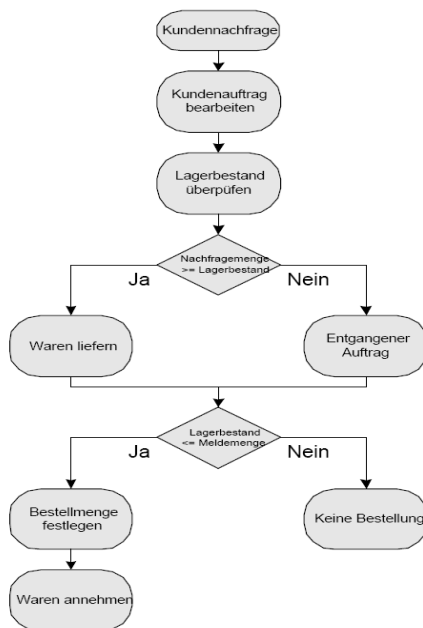 Kundennachfrage
Kundenauftrag
bearbeiten
Lagerbestand
überpüfen
Nachfragemenge
>= Lagerbestand
Ja
Nein
Waren liefern
Entgangener
Auftrag
Lagerbestand
<= Meldemenge
Ja
Nein
Bestellmenge
festlegen
Keine Bestellung
Waren annehmen